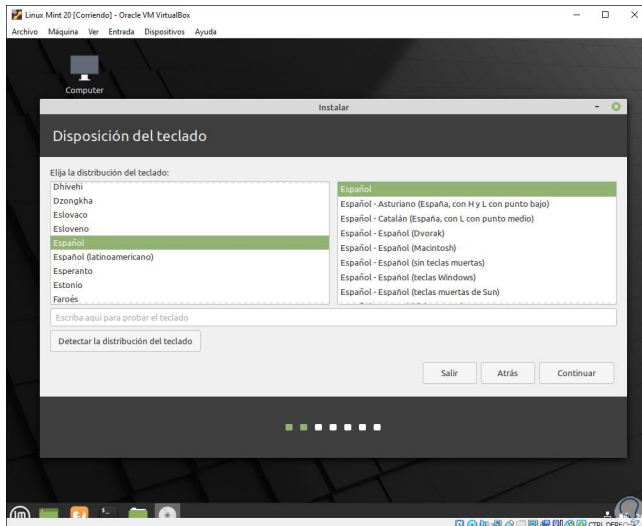 Linux Mint 20 [Corriendo] - Oracle VM VirtualBox
Archivo Máquina Ver Entrada Dispositivos Ayuda
Computer
Instalar
Disposición del teclado
Elija la distribución del teclado:
Dhivehi
Dzongkha
Eslovaco
Esloveno
Español
Español (latinoamericano)
Esperanto
Estonio
Faroés
Español
Español - Asturiano (España, con H y L con punto bajo)
Español - Catalán (España, con L con punto medio)
Español - Español (Dvorak)
Español - Español (Macintosh)
Español - Español (sin teclas muertas)
Español - Español (teclas Windows)
Español - Español (teclas muertas de Sun)
Escriba aquí para probar el teclado
Detectar la distribución del teclado
Salir Atrás Continuar
CTRL DEREC